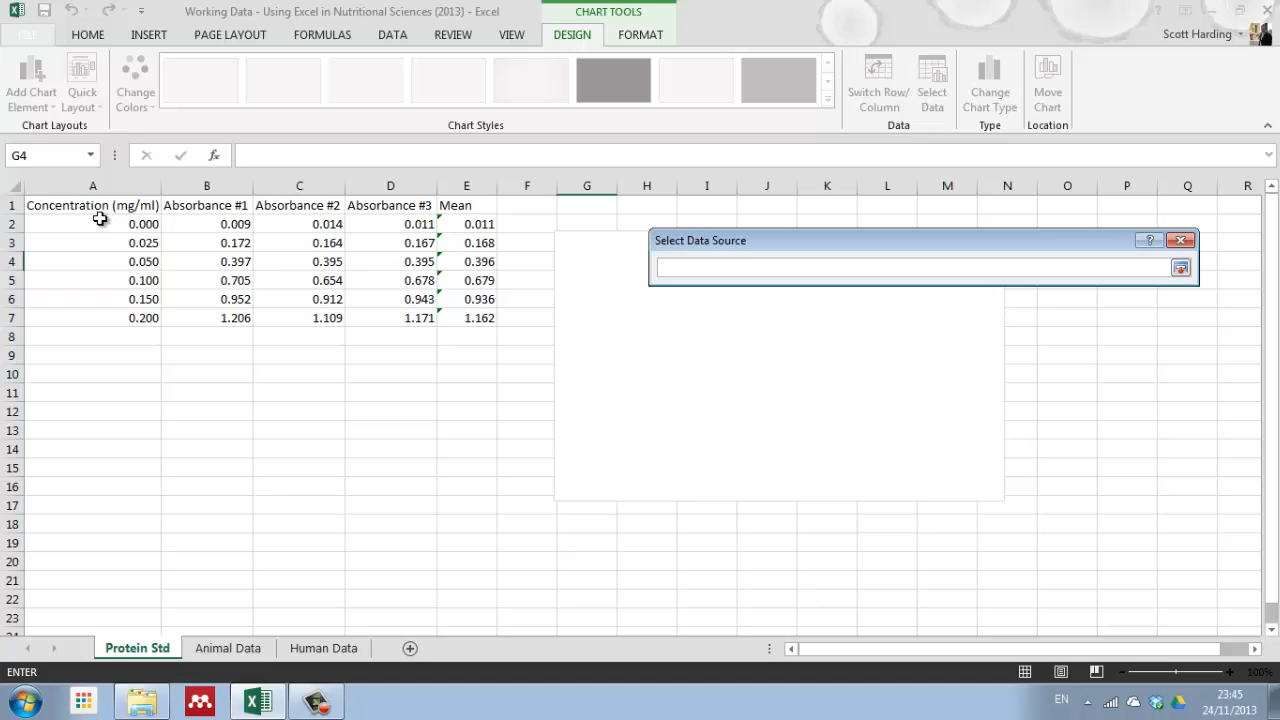 Working Data - Using Excel in Nutritional Sciences (2013) - Excel
CHART TOOLS
HOME INSERT PAGE LAYOUT FORMULAS DATA REVIEW VIEW DESIGN FORMAT
Scott Harding
Add Chart Element
Quick Layout
Change Colors
Switch Row/ Column
Select Data
Change Chart Type
Move Chart
Chart Layouts Chart Styles Data Type Location
G4 fx
A B C D E F G H I J K L M N O P Q R
1 Concentration (mg/ml) Absorbance #1 Absorbance #2 Absorbance #3 Mean
2 0.000 0.009 0.014 0.011 0.011
3 0.025 0.172 0.164 0.167 0.168
4 0.050 0.397 0.395 0.395 0.396
5 0.100 0.705 0.654 0.678 0.679
6 0.150 0.952 0.912 0.943 0.936
7 0.200 1.206 1.109 1.171 1.162
Select Data Source
8
9
10
11
12
13
14
15
16
17
18
19
20
21
22
23
Protein Std Animal Data Human Data
ENTER 100%
EN 23:45
24/11/2013